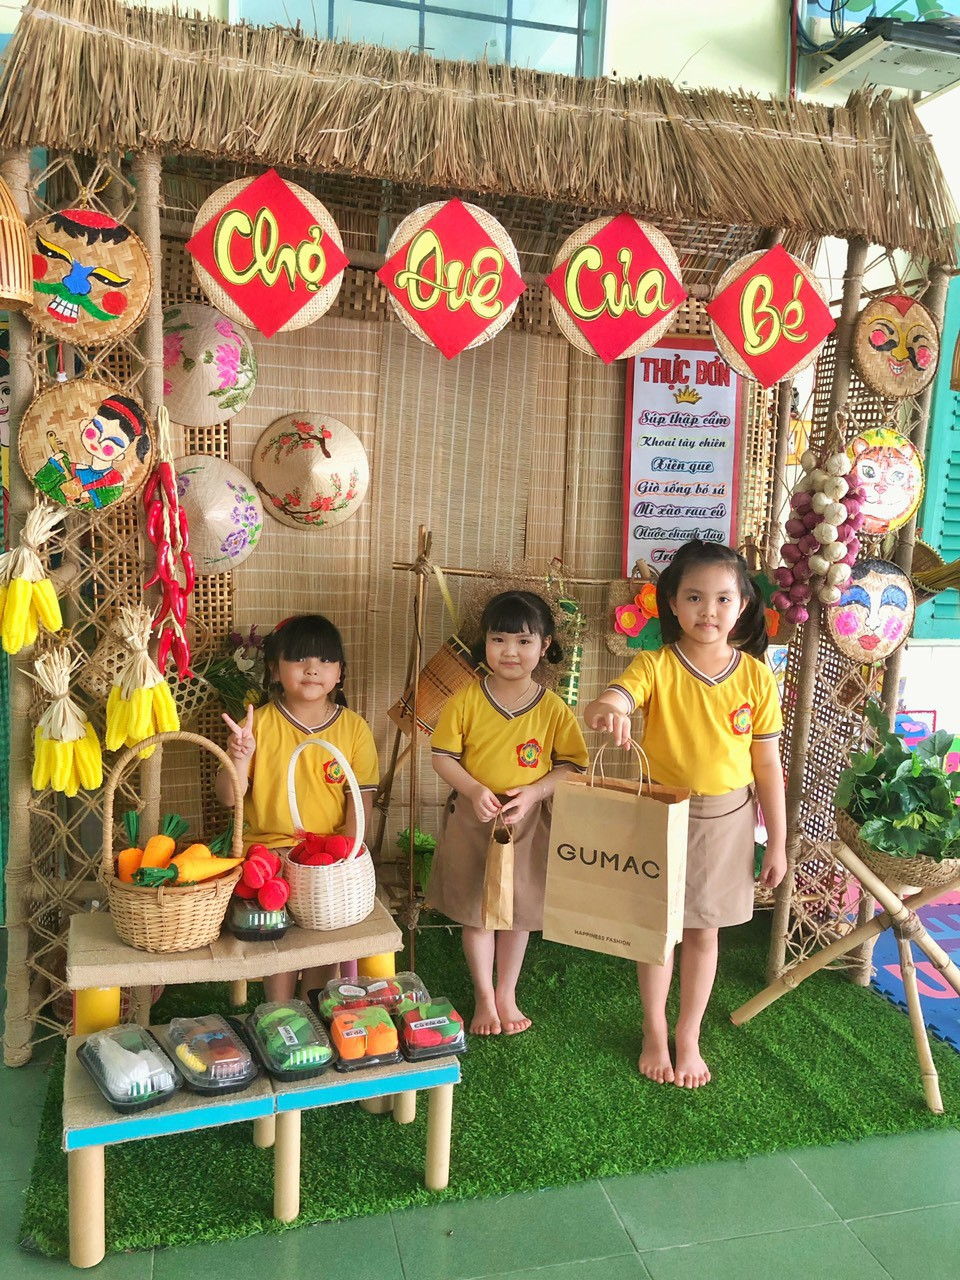 Chợ Quê Của Bé
THỰC ĐƠN
Súp thập cẩm
Khoai tây chiên
Xiên que
Giò sống bó xá
Mì xào rau củ
Nước chanh dây
GUMAC
HAPPINESS FASHION